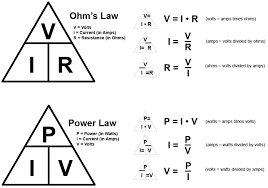 Ohm's Law
V = Volts
I = Current (in Amps)
R = Resistance (in Ohms)
V
I R
V=
I • R
V = I • R
(volts = amps times ohms)
V
I = R
I = V
R
(amps = volts divided by ohms)
V
I =R
R = V
I
(ohms = volts divided by amps)
Power Law
P = Power (in Watts)
I = Current (in Amps)
V = Volts
P
I V
P=
I • V
P = I • V
(watts = amps times volts)
P
I= V
I = P
V
(amps = watts divided by volts)
P
I =V
V = P
I
(volts = watts divided by amps)